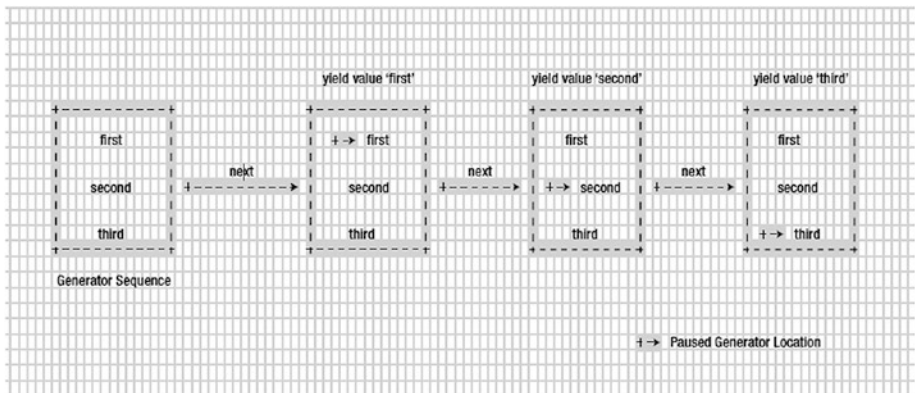 yield value ‘first’
yield value ‘second’
yield value ‘third’
first
second
third
next
first
second
third
next
first
second
third
next
first
second
third
Generator Sequence
Paused Generator Location